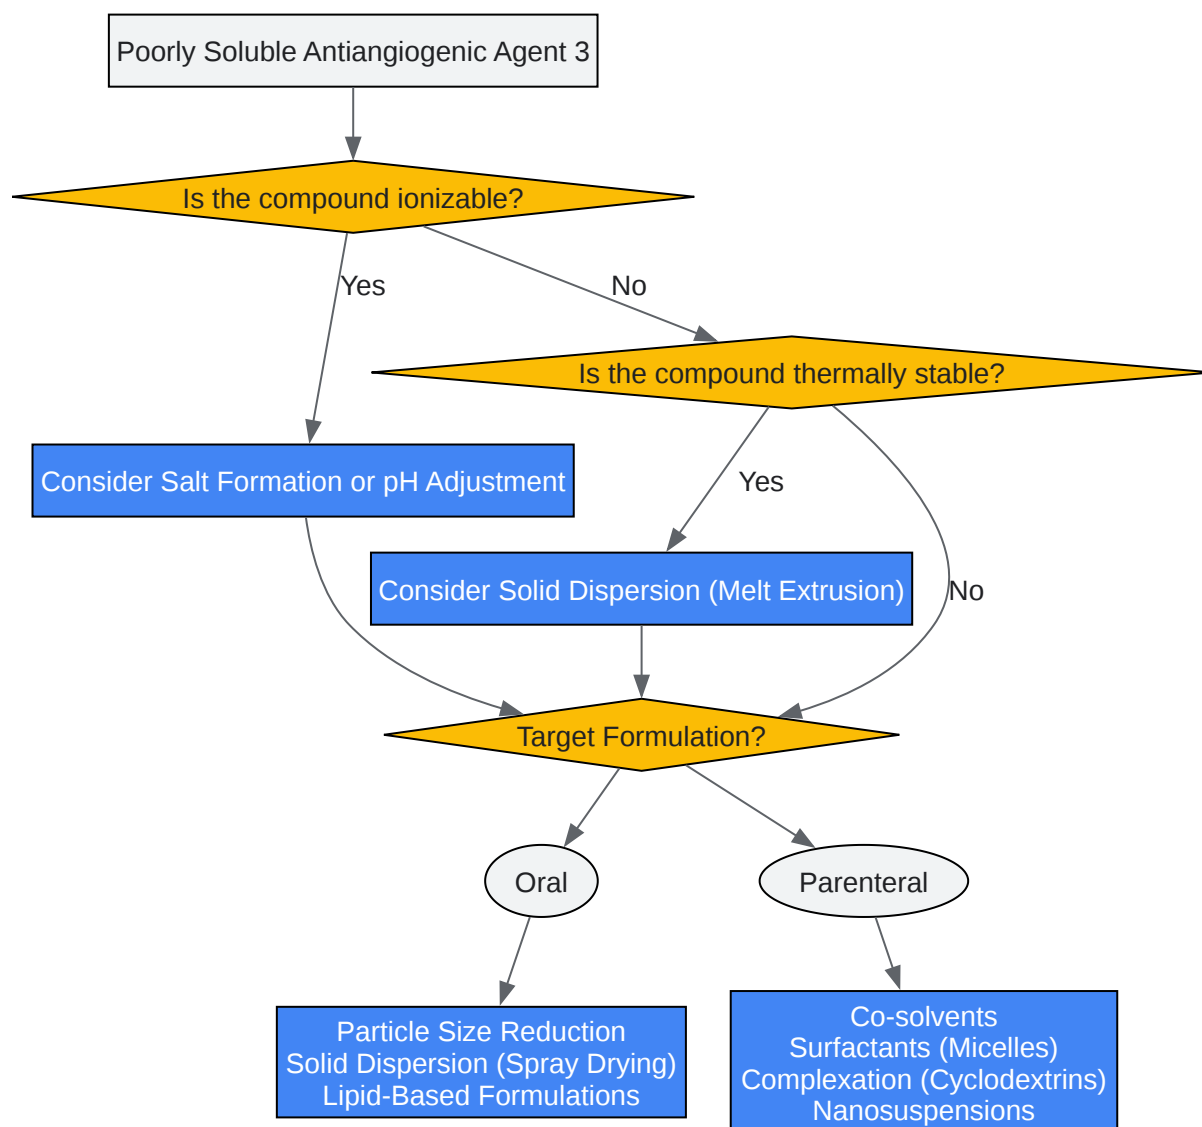 Poorly Soluble Antiangiogenic Agent 3
Is the compound ionizable?
Yes
No
Is the compound thermally stable?
Consider Salt Formation or pH Adjustment
Yes
Consider Solid Dispersion (Melt Extrusion)
No
Target Formulation?
Oral
Parenteral
Particle Size Reduction
Solid Dispersion (Spray Drying)
Lipid-Based Formulations
Co-solvents
Surfactants (Micelles)
Complexation (Cyclodextrins)
Nanosuspensions